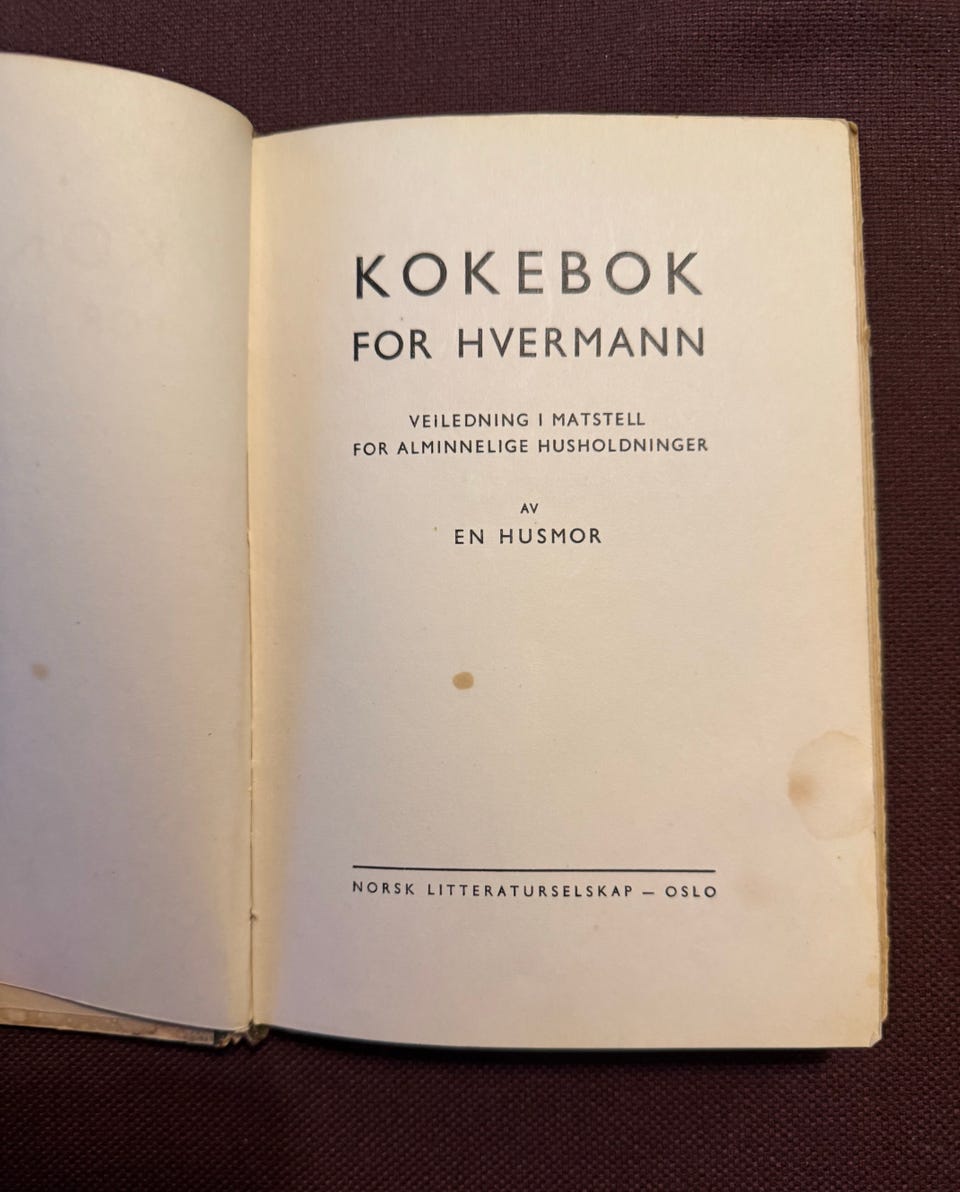 KOKEBOK
FOR HVERMANN
VEILEDNING I MATSTELL
FOR ALMINNELIGE HUSHOLDNINGER
AV
EN HUSMOR
NORSK LITTERATURSELSKAP — OSLO